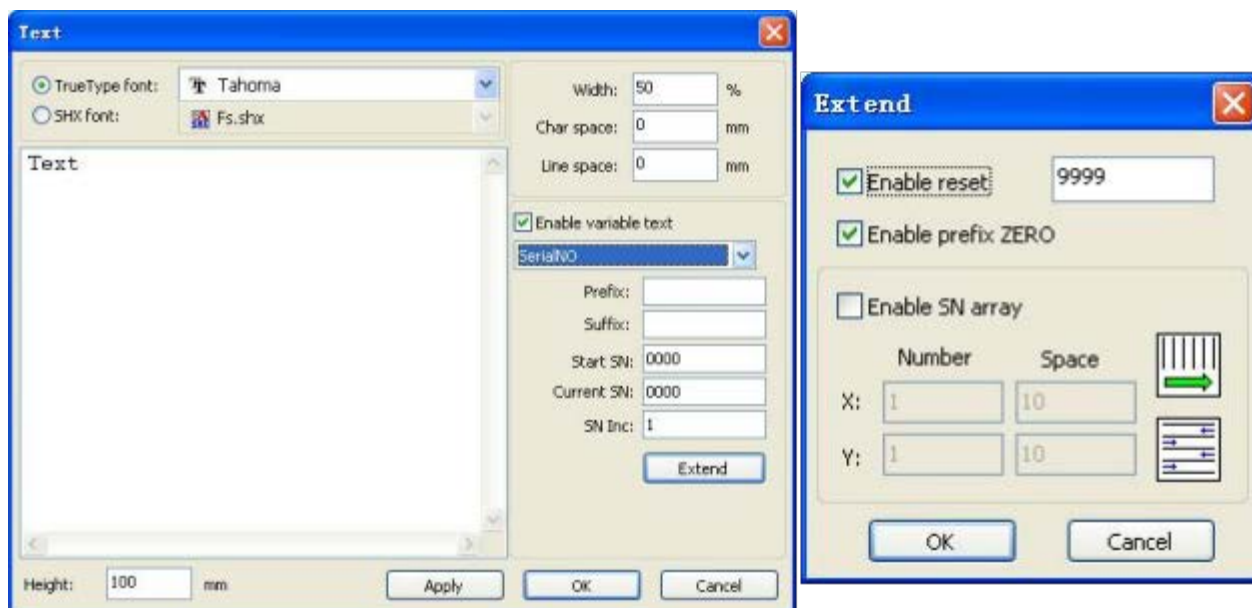 Text
TrueType font: Tahoma
SHX font: Fs.shx
Text
Height: 100 mm
Apply
Width: 50 %
Char space: 0 mm
Line space: 0 mm
Enable variable text
SerialNO
Prefix:
Suffix:
Start SN: 0000
Current SN: 0000
SN Inc: 1
Extend
OK Cancel
Extend
Enable reset 9999
Enable prefix ZERO
Enable SN array
Number Space
X: 1 10
Y: 1 10
OK Cancel